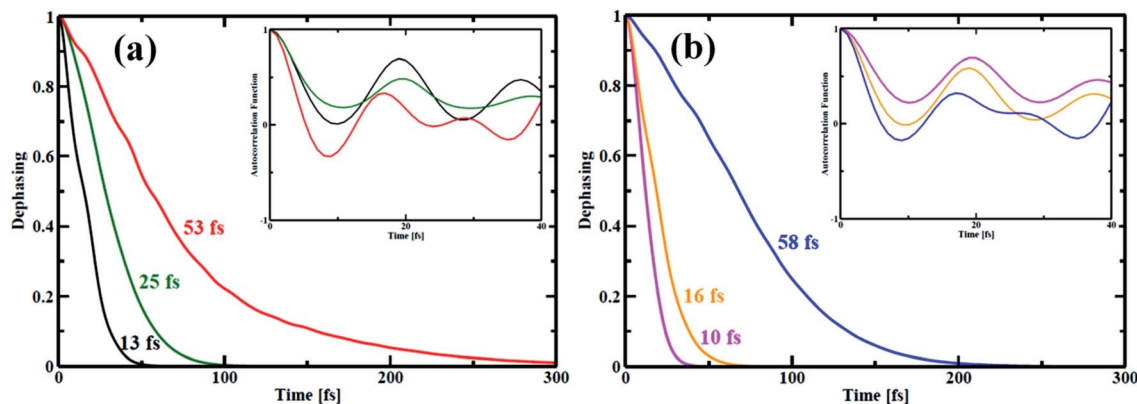 (a)
Dephasing
1
0.8
0.6
0.4
0.2
0
0
100
200
300
Time [fs]
53 fs
25 fs
13 fs
Autocorrelation Function
1
0
-1
0
20
40
Time [fs]
(b)
Dephasing
1
0.8
0.6
0.4
0.2
0
0
100
200
300
Time [fs]
58 fs
16 fs
10 fs
Autocorrelation Function
1
0
-1
0
20
40
Time [fs]